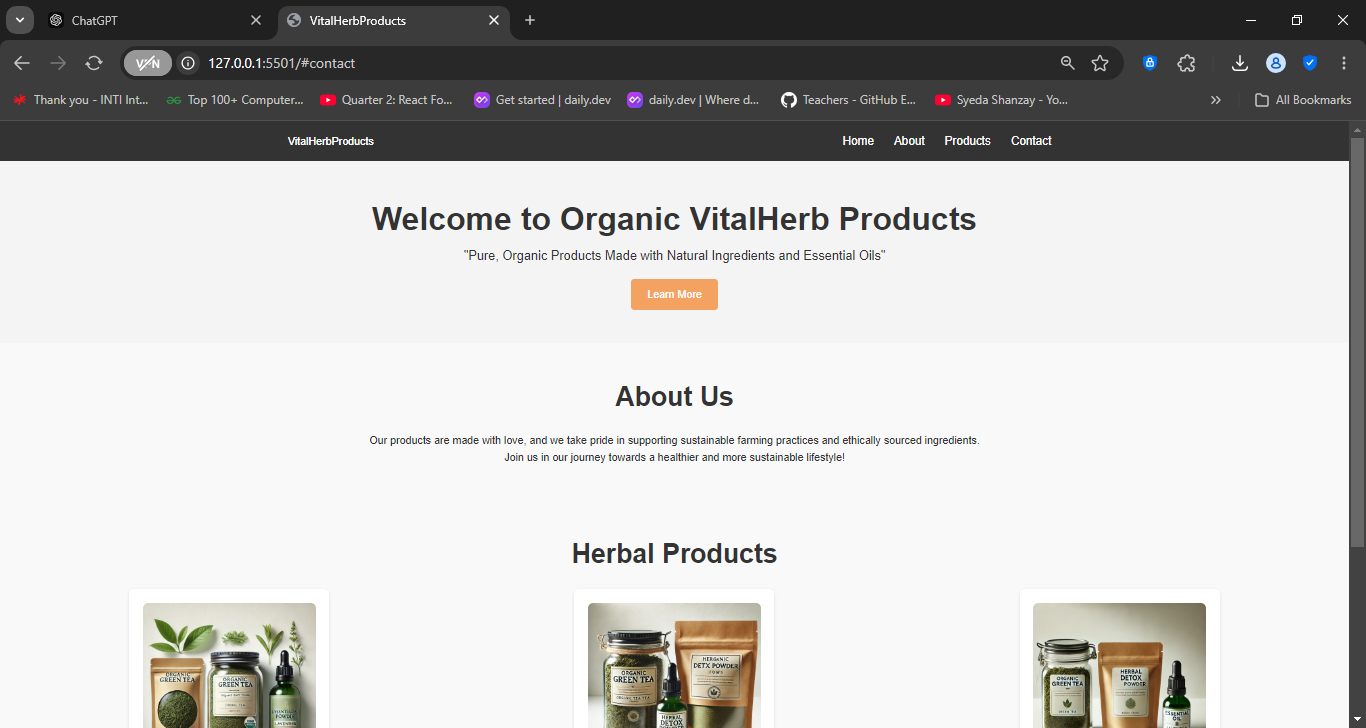 ChatGPT
VitalHerbProducts
VPN
127.0.0.1:5501/#contact
Thank you - INTI Int...
Top 100+ Computer...
Quarter 2: React Fo...
Get started | daily.dev
daily.dev | Where d...
Teachers - GitHub E...
Syeda Shanzay - Yo...
All Bookmarks
VitalHerbProducts
Home About Products Contact
Welcome to Organic VitalHerb Products
"Pure, Organic Products Made with Natural Ingredients and Essential Oils"
Learn More
About Us
Our products are made with love, and we take pride in supporting sustainable farming practices and ethically sourced ingredients.
Join us in our journey towards a healthier and more sustainable lifestyle!
Herbal Products
ORGANIC
GREEN TEA
ORGANIC
GREEN TEA
ORGANIC
GREEN TEA
HERGANIC
DETX POWDER
HERBAL
DETOX
ORGANIC
GREEN TEA
HERBAL
DETOX
POWDER
ESSENTIAL
OIL